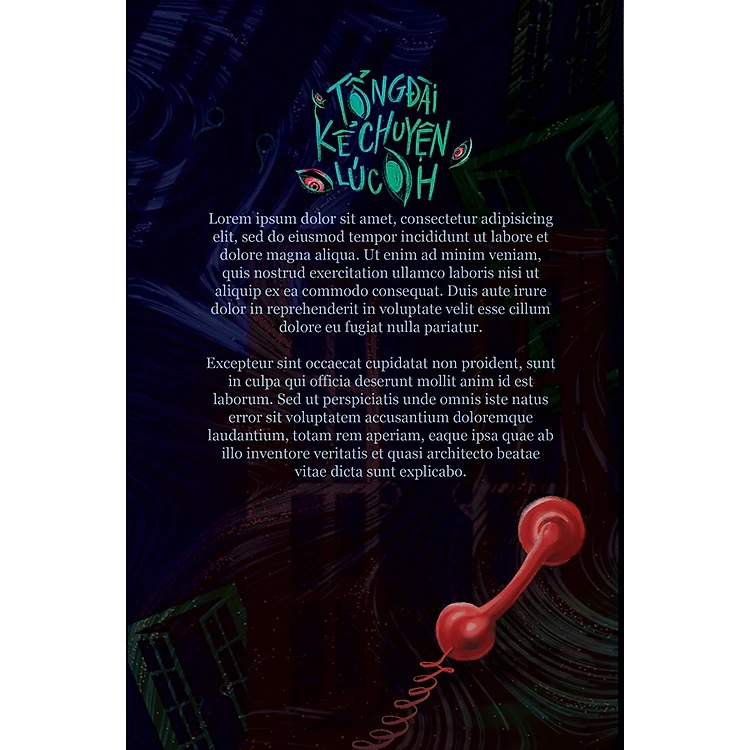 TỔNG ĐÀI
KỂ CHUYỆN
LÚC 0H
Lorem ipsum dolor sit amet, consectetur adipisicing
elit, sed do eiusmod tempor incididunt ut labore et
dolore magna aliqua. Ut enim ad minim veniam,
quis nostrud exercitation ullamco laboris nisi ut
aliquip ex ea commodo consequat. Duis aute irure
dolor in reprehenderit in voluptate velit esse cillum
dolore eu fugiat nulla pariatur.
Excepteur sint occaecat cupidatat non proident, sunt
in culpa qui officia deserunt mollit anim id est
laborum. Sed ut perspiciatis unde omnis iste natus
error sit voluptatem accusantium doloremque
laudantium, totam rem aperiam, eaque ipsa quae ab
illo inventore veritatis et quasi architecto beatae
vitae dicta sunt explicabo.